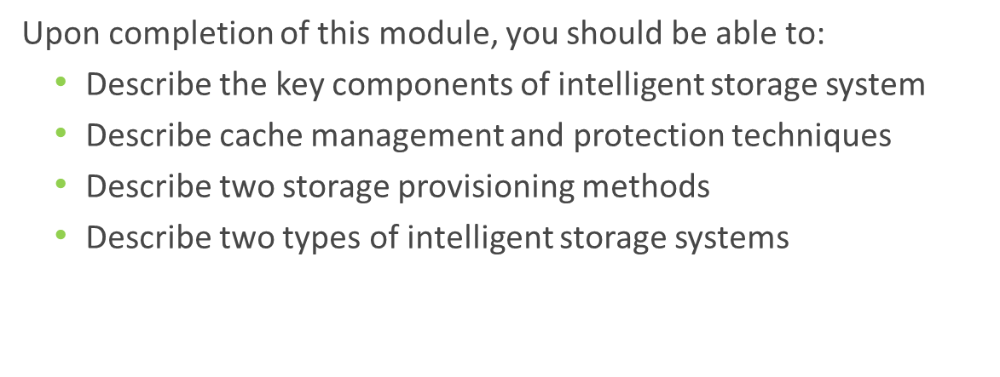 Upon completion of this module, you should be able to:
• Describe the key components of intelligent storage system
• Describe cache management and protection techniques
• Describe two storage provisioning methods
• Describe two types of intelligent storage systems